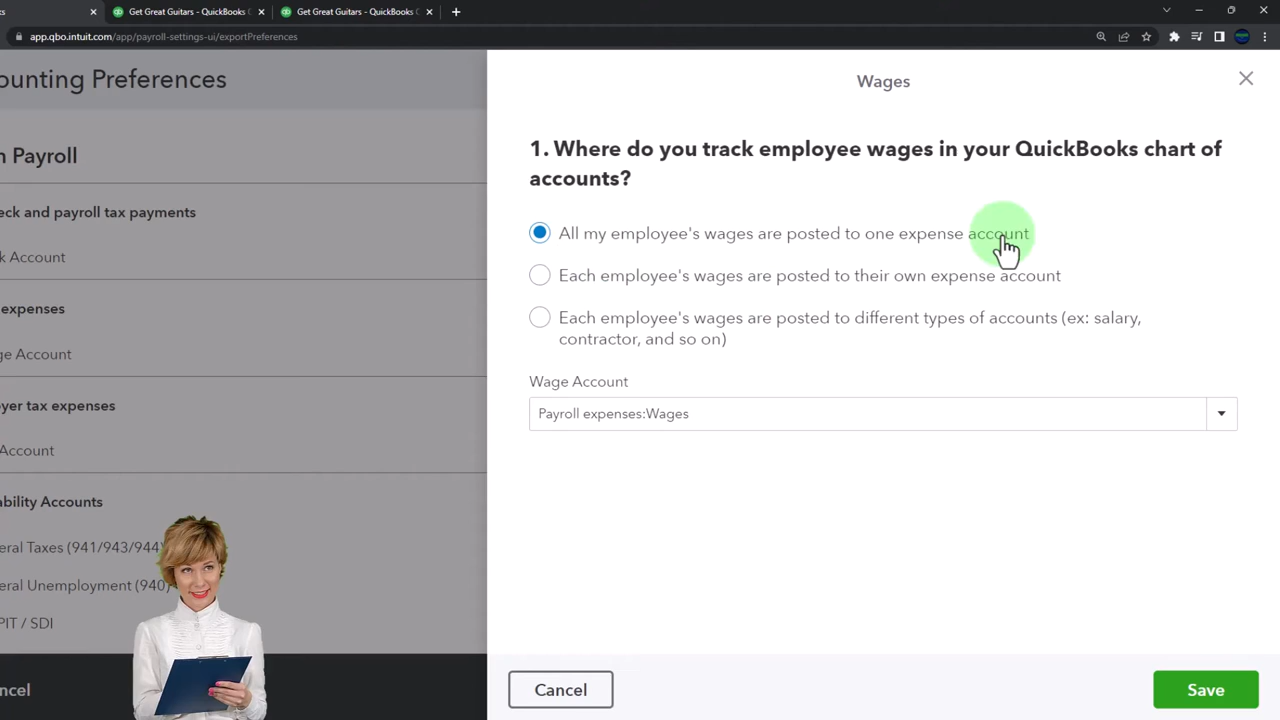 ks
Get Great Guitars - QuickBooks C
Get Great Guitars - QuickBooks C
app.qbo.intuit.com/app/payroll-settings-ui/exportPreferences
ounting Preferences
n Payroll
eck and payroll tax payments
k Account
expenses
ge Account
yer tax expenses
Account
ability Accounts
eral Taxes (941/943/944)
eral Unemployment (940)
PIT / SDI
ncel
Wages
1. Where do you track employee wages in your QuickBooks chart of
accounts?
All my employee's wages are posted to one expense account
Each employee's wages are posted to their own expense account
Each employee's wages are posted to different types of accounts (ex: salary,
contractor, and so on)
Wage Account
Payroll expenses:Wages
Cancel
Save